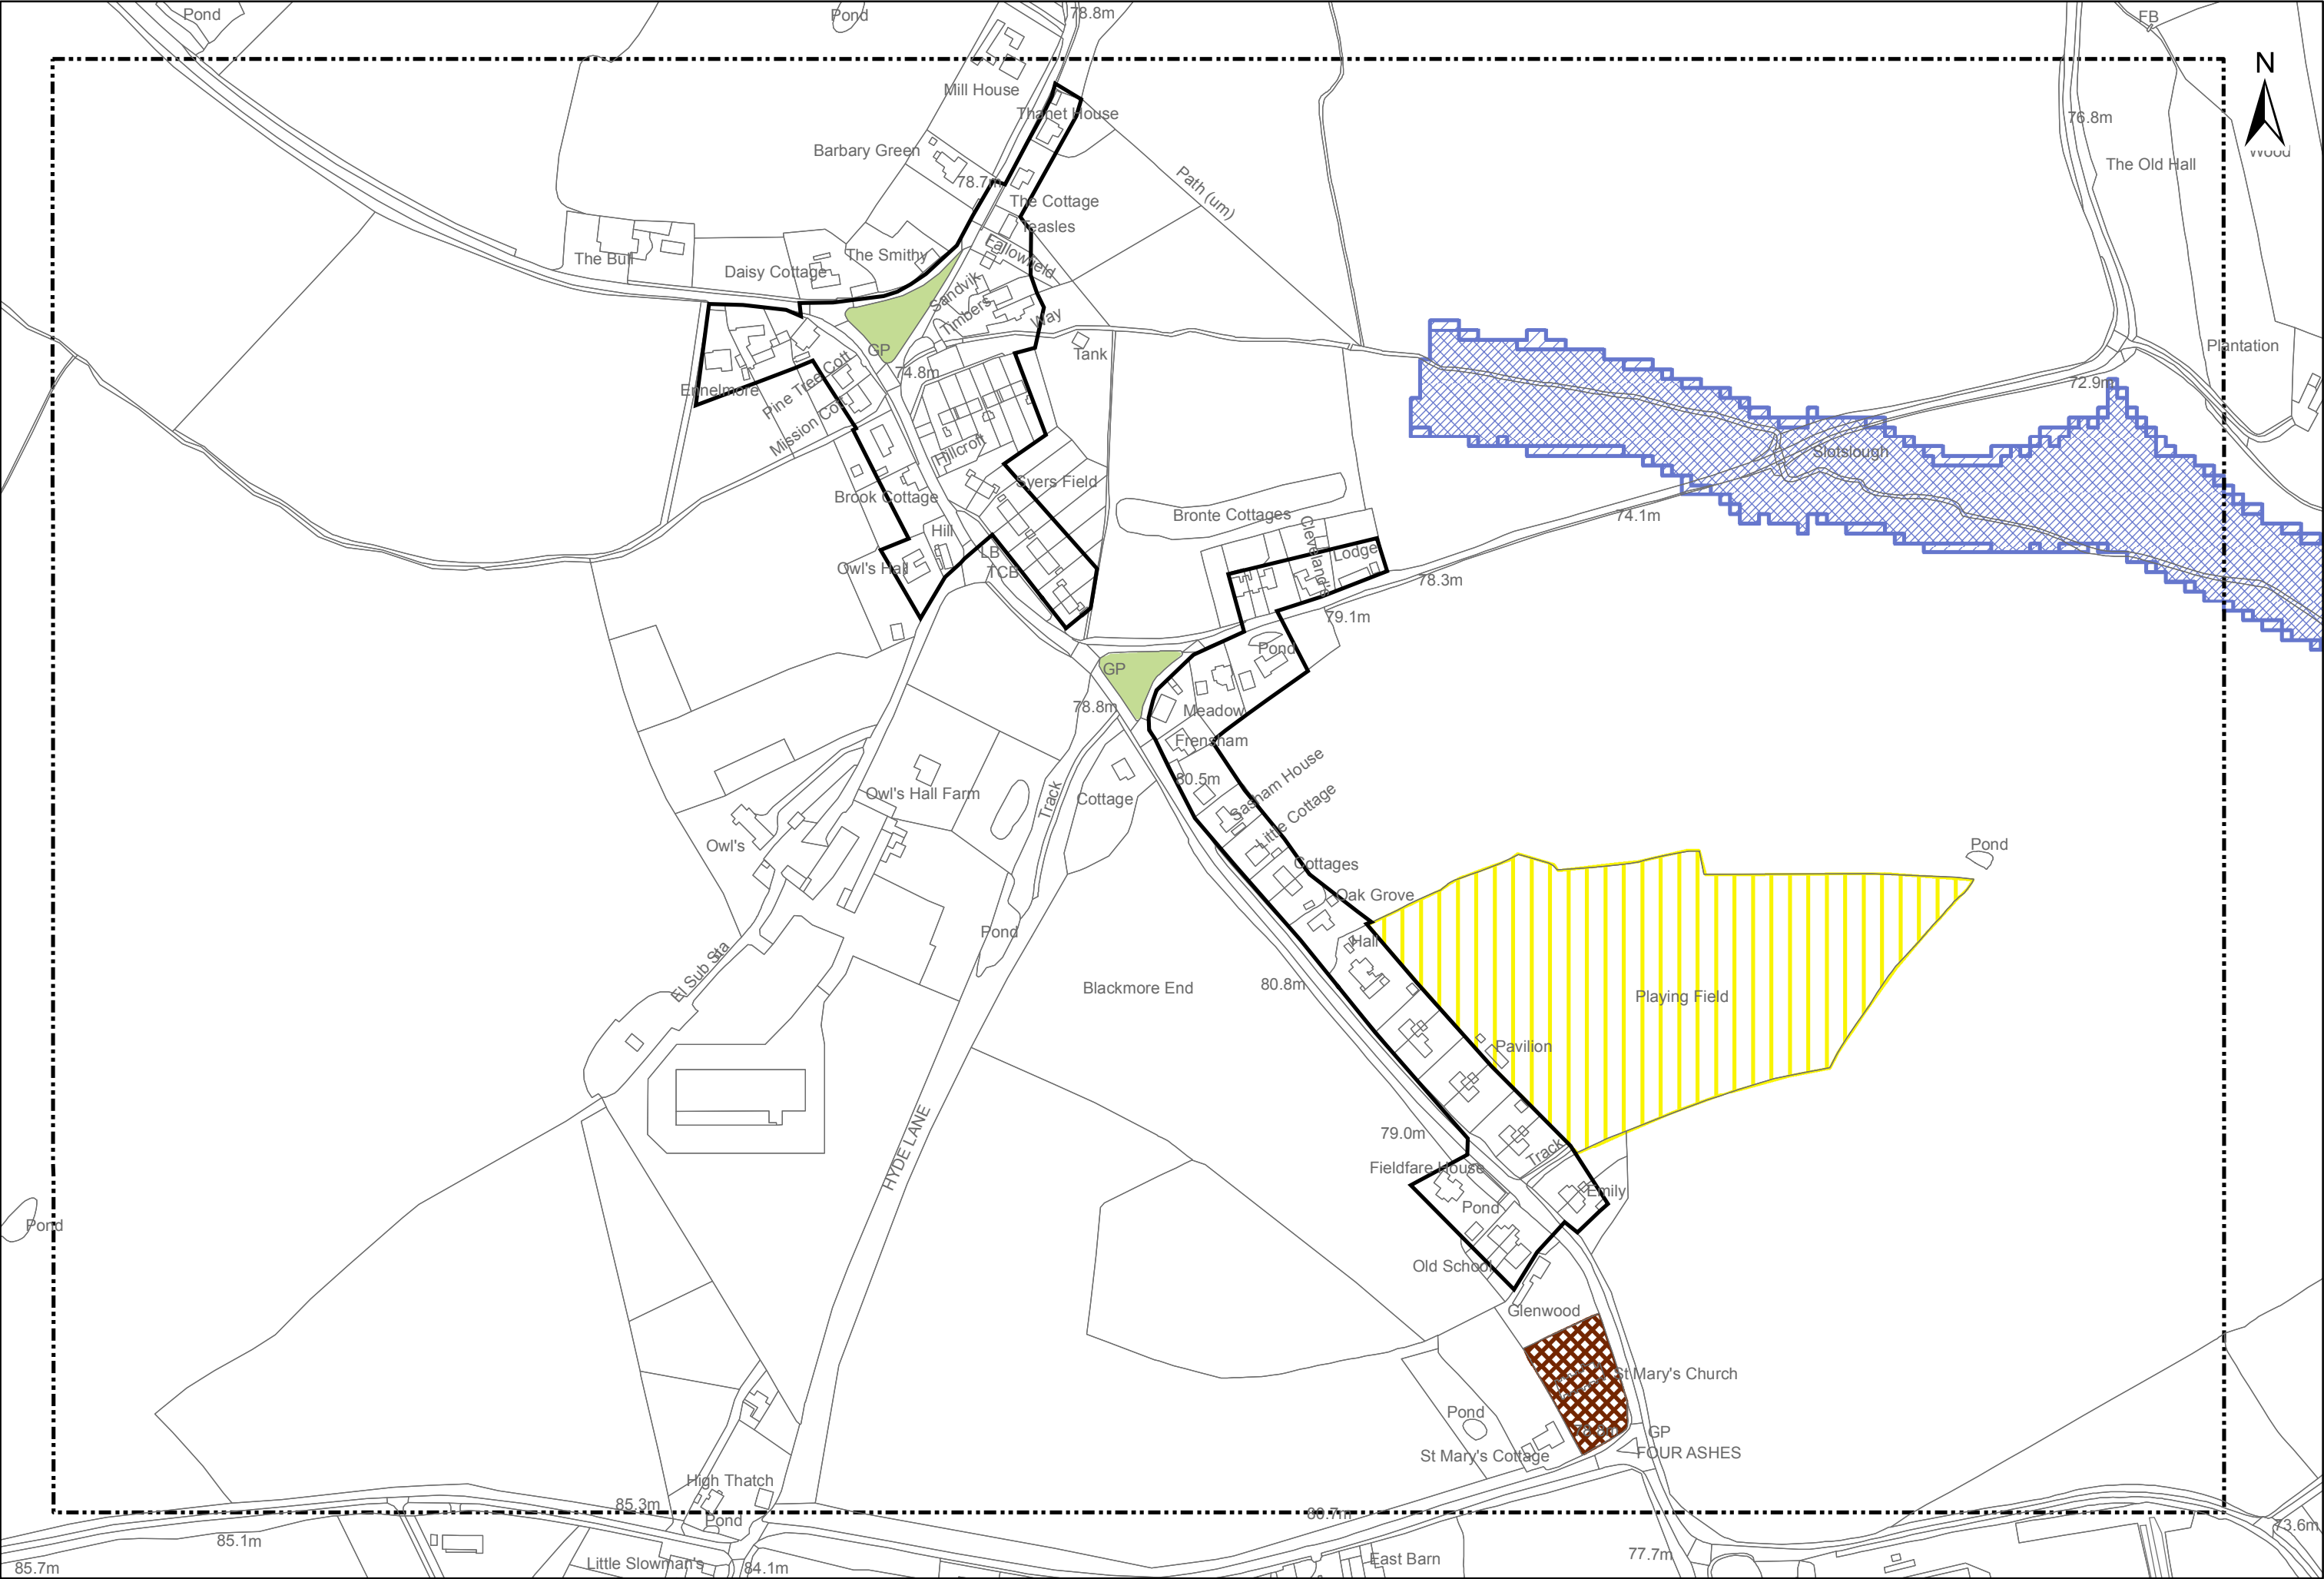 Pond
Pond
78.8m
FB
N
Mill House
Thanet House
76.8m
Barbary Green
Wood
The Old Hall
78.7m
Path (um)
The Cottage
Teasles
Fallowfield
The Bull
The Smithy
Daisy Cottage
Sandvik
Timbers
Way
GP
Tank
Plantation
74.8m
72.9m
Ennelmore
Pine Tree Cott
Mission Cott
Hillcroft
Slotslough
Syers Field
Brook Cottage
Bronte Cottages
74.1m
Hill
Cleveland's
LB
Lodge
Owl's Hall
TCB
78.3m
79.1m
Pond
GP
78.8m
Meadow
Frensham
80.5m
Sasham House
Owl's Hall Farm
Track
Cottage
Little Cottage
Owl's
Pond
Cottages
Oak Grove
Pond
Hall
El Sub Sta
80.8m
Blackmore End
Playing Field
Pavilion
79.0m
HYDE LANE
Track
Fieldfare House
Emily
Pond
Pond
Old School
Glenwood
St Mary's Church
Pond
GP
St Mary's Cottage
FOUR ASHES
High Thatch
85.3m
Pond
80.7m
73.6m
85.1m
77.7m
Little Slowman's
East Barn
85.7m
84.1m